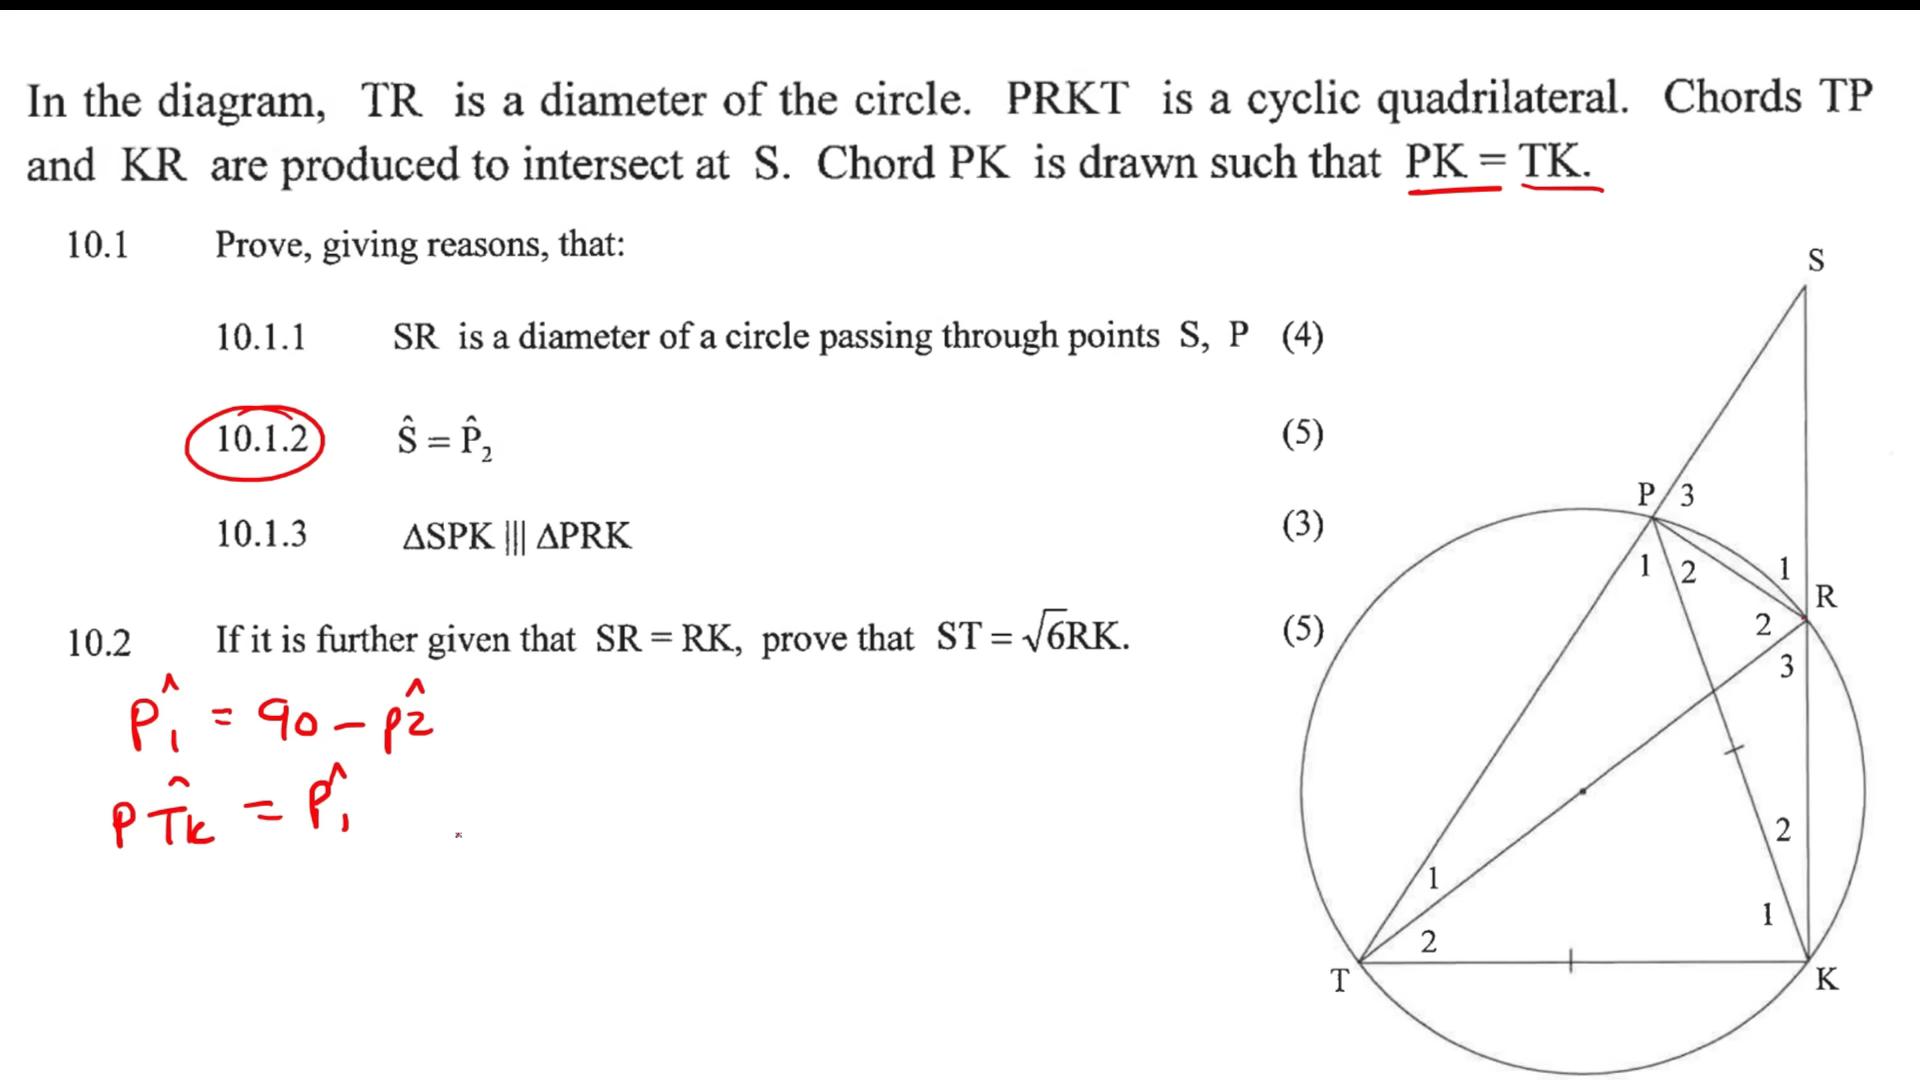 In the diagram, TR is a diameter of the circle. PRKT is a cyclic quadrilateral. Chords TP
and KR are produced to intersect at S. Chord PK is drawn such that PK = TK.
10.1 Prove, giving reasons, that:
10.1.1 SR is a diameter of a circle passing through points S, P (4)
10.1.2 Ŝ = P̂₂ (5)
10.1.3 ΔSPK ||| ΔPRK (3)
10.2 If it is further given that SR = RK, prove that ST = √6RK. (5)
P̂₁ = 90 − P̂2
PT̂K = P̂₁
S
P 3
1 2
1
R
2
3
2
1
1
2
T
K